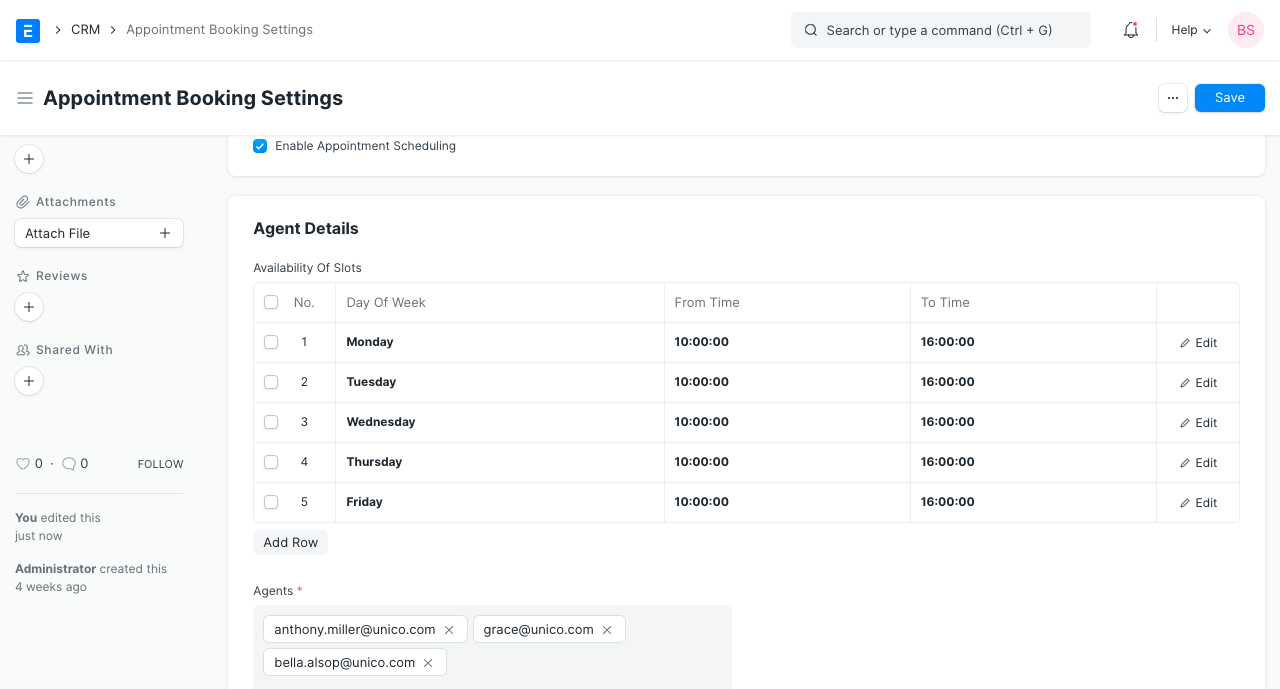 E
CRM
Appointment Booking Settings
Search or type a command (Ctrl + G)
Help
BS
Appointment Booking Settings
...
Save
Enable Appointment Scheduling
Attachments
Attach File
Reviews
Shared With
0 · 0
FOLLOW
You edited this
just now
Administrator created this
4 weeks ago
Agent Details
Availability Of Slots
No. Day Of Week From Time To Time
1 Monday 10:00:00 16:00:00 Edit
2 Tuesday 10:00:00 16:00:00 Edit
3 Wednesday 10:00:00 16:00:00 Edit
4 Thursday 10:00:00 16:00:00 Edit
5 Friday 10:00:00 16:00:00 Edit
Add Row
Agents *
anthony.miller@unico.com grace@unico.com
bella.alsop@unico.com